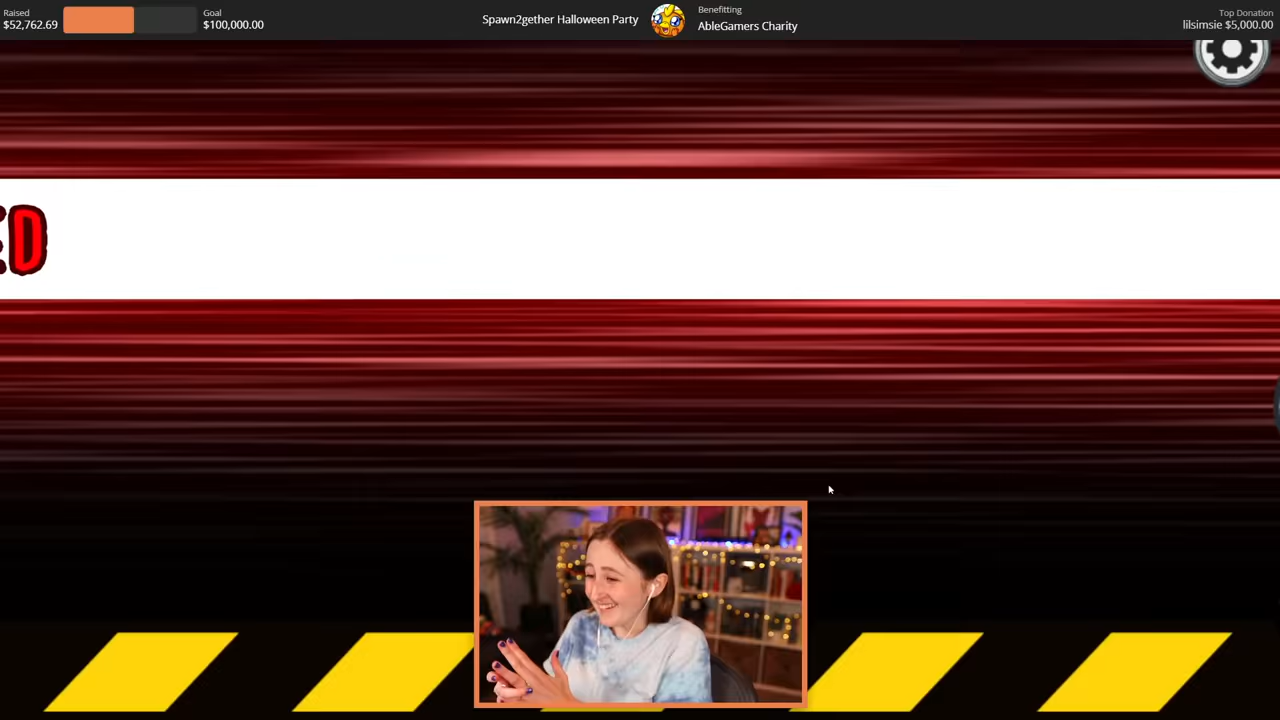 Raised
$52,762.69
Goal
$100,000.00
Spawn2gether Halloween Party
Benefitting
AbleGamers Charity
Top Donation
lilsimsie $5,000.00
ED